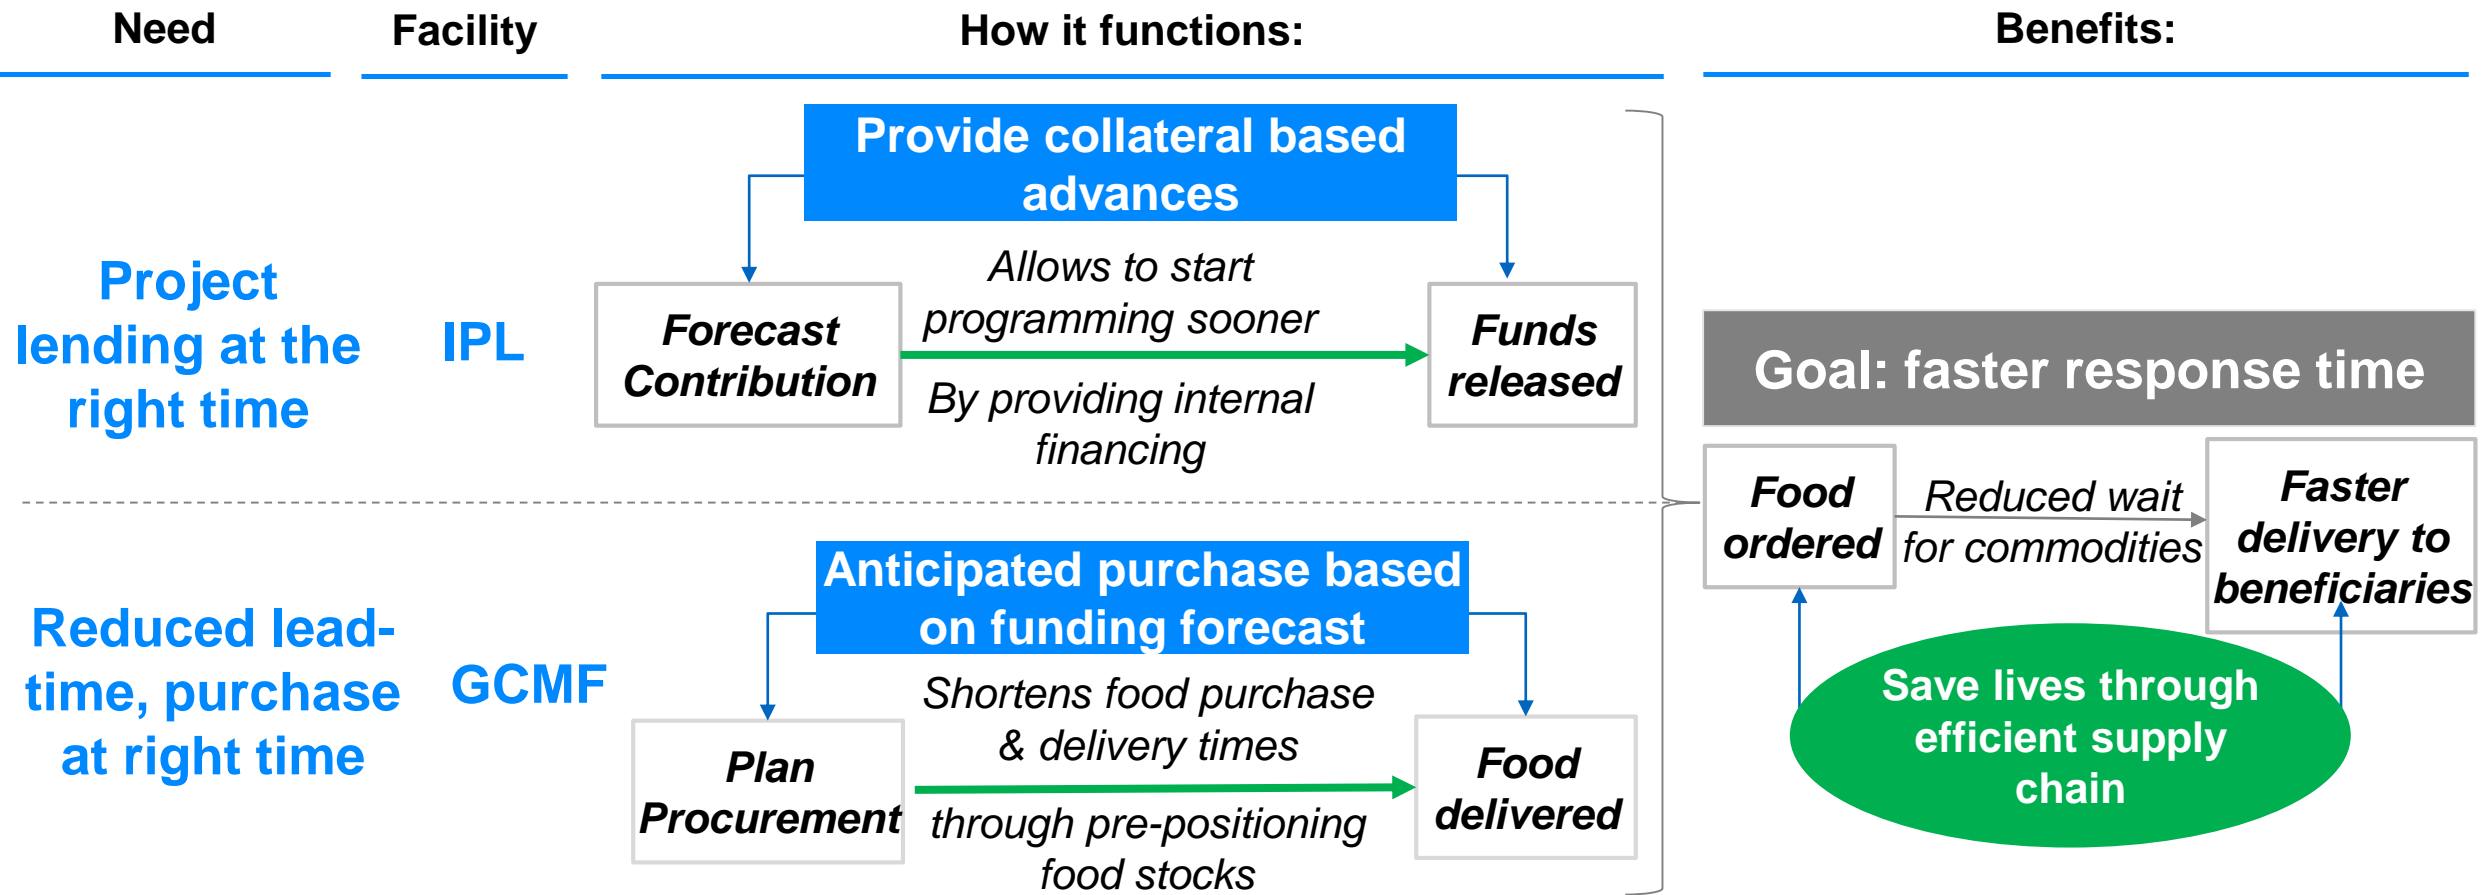 Need
Facility
How it functions:
Benefits:
Project
lending at the
right time
IPL
Provide collateral based
advances
Forecast
Contribution
Allows to start
programming sooner
By providing internal
financing
Funds
released
Reduced lead-
time, purchase
at right time
GCMF
Anticipated purchase based
on funding forecast
Plan
Procurement
Shortens food purchase
& delivery times
through pre-positioning
food stocks
Food
delivered
Goal: faster response time
Food
ordered
Reduced wait
for commodities
Faster
delivery to
beneficiaries
Save lives through
efficient supply
chain